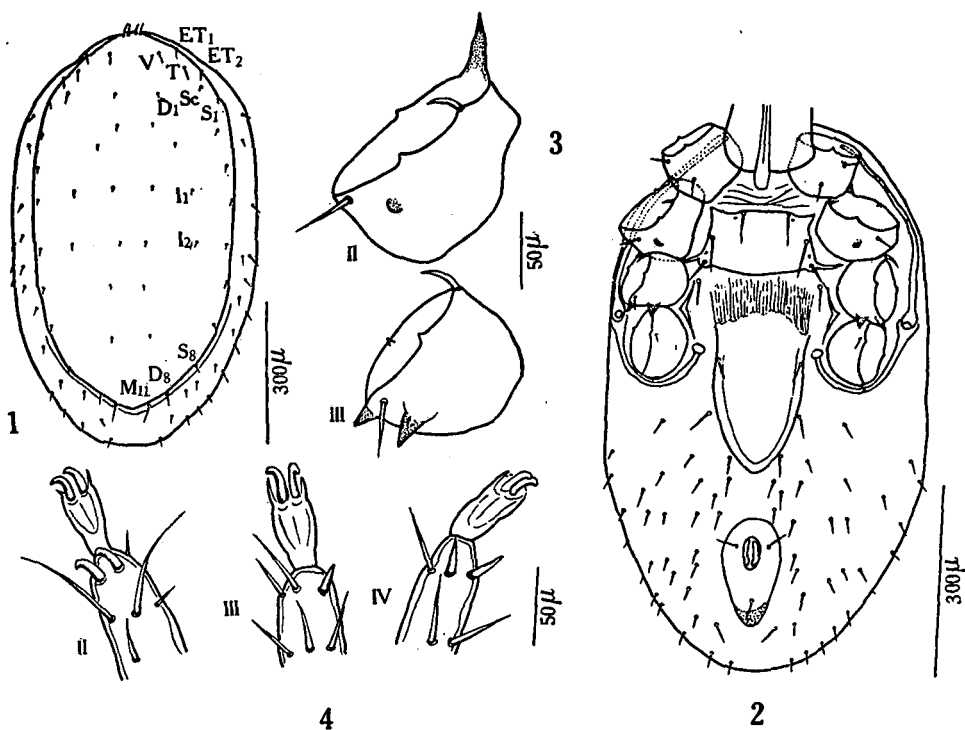 ET1
ET2
V T
D1 Sc S1
I1
I2
S8
M11 D8
300μ
1
3
II
50μ
III
300μ
2
II
III
IV
50μ
4